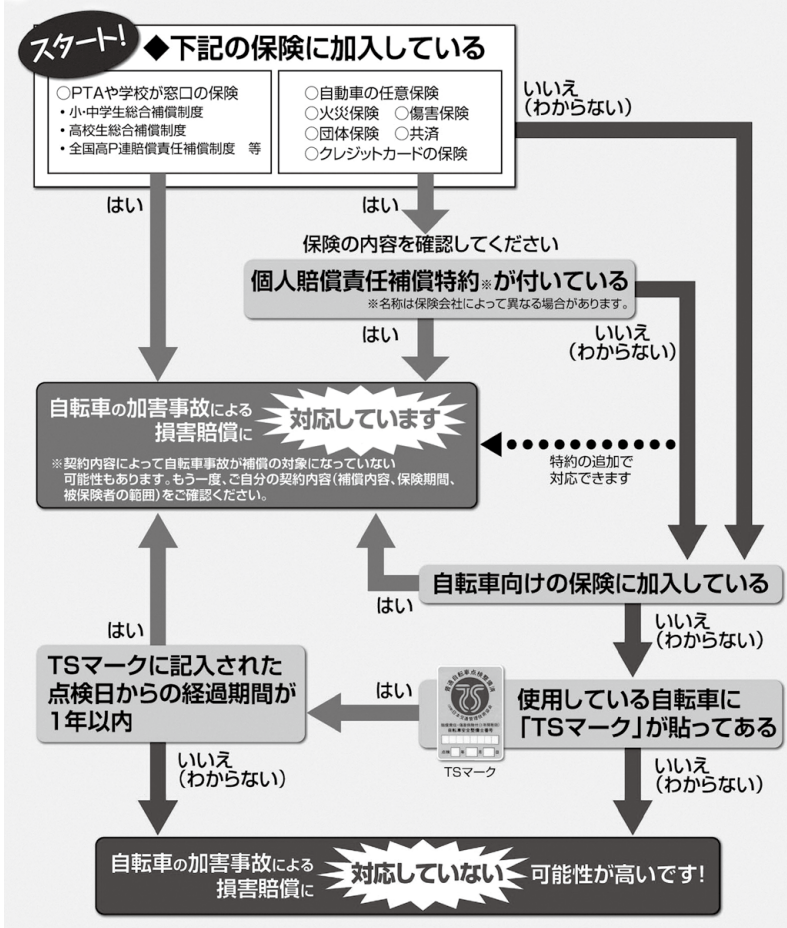 スタート!
◆下記の保険に加入している
○PTAや学校が窓口の保険
・小・中学生総合補償制度
・高校生総合補償制度
・全国高P連賠償責任補償制度 等
○自動車の任意保険
○火災保険 ○傷害保険
○団体保険 ○共済
○クレジットカードの保険
いいえ
(わからない)
はい
はい
保険の内容を確認してください
個人賠償責任補償特約※が付いている
※名称は保険会社によって異なる場合があります。
はい
いいえ
(わからない)
自転車の加害事故による
損害賠償に
対応しています
※契約内容によって自転車事故が補償の対象になっていない
可能性もあります。もう一度、ご自分の契約内容(補償内容、保険期間、
被保険者の範囲)をご確認ください。
特約の追加で
対応できます
自転車向けの保険に加入している
はい
いいえ
(わからない)
はい
TSマークに記入された
点検日からの経過期間が
1年以内
はい
使用している自転車に
「TSマーク」が貼ってある
TS
自転車安全整備士番号
点検 年 月 日
TSマーク
いいえ
(わからない)
いいえ
(わからない)
自転車の加害事故による
損害賠償に
対応していない
可能性が高いです!